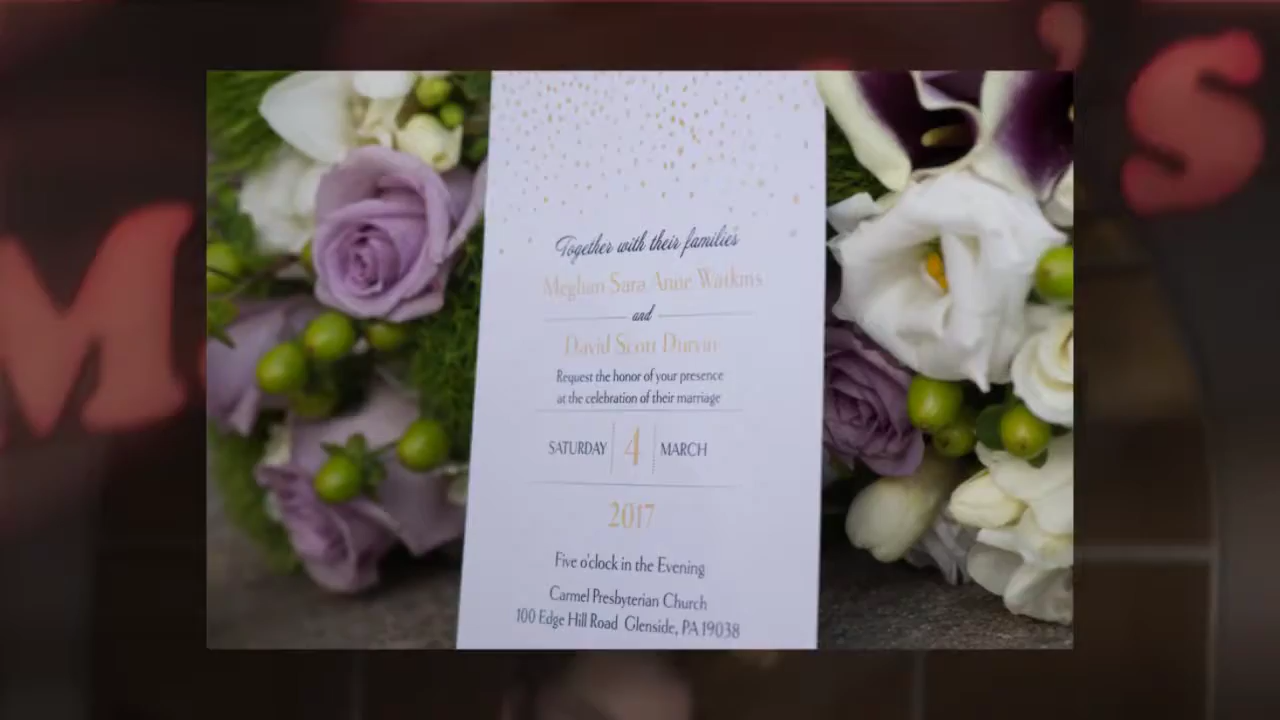 Together with their families
Meghan Sara Anne Watkins
and
David Scott
Request the honor of your presence
at the celebration of their marriage
SATURDAY 4 MARCH
2017
Five o'clock in the Evening
Carmel Presbyterian Church
100 Edge Hill Road Glenside, PA 19038
M
's